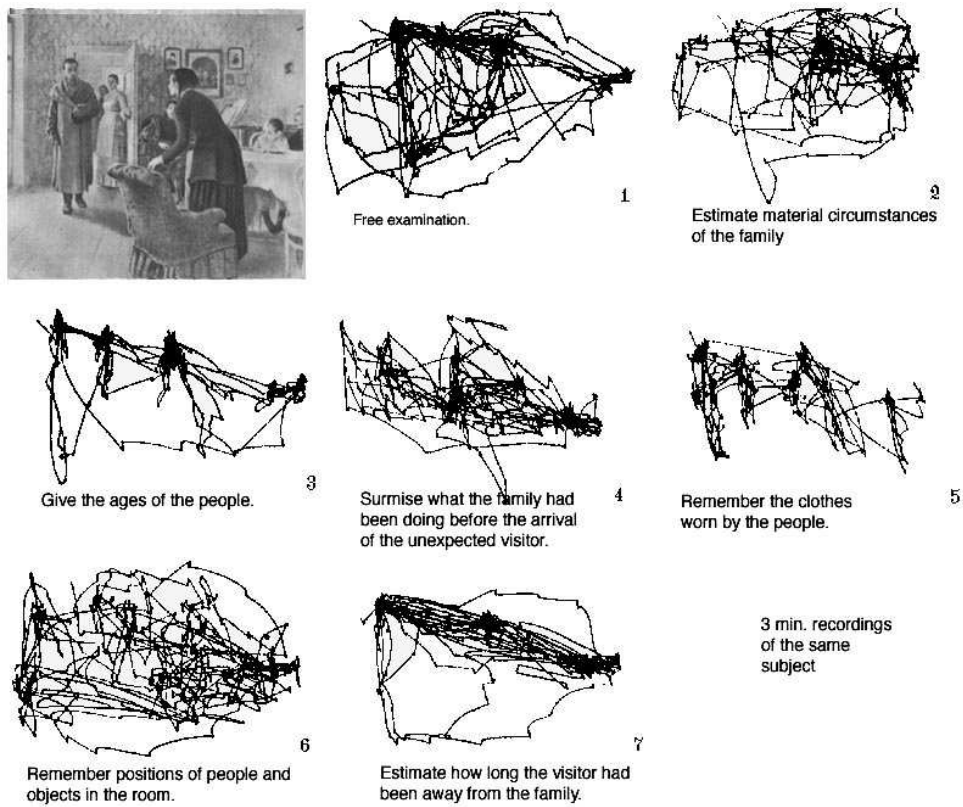 1
Free examination.
2
Estimate material circumstances
of the family
3
Give the ages of the people.
4
Surmise what the family had
been doing before the arrival
of the unexpected visitor.
5
Remember the clothes
worn by the people.
6
Remember positions of people and
objects in the room.
7
Estimate how long the visitor had
been away from the family.
3 min. recordings
of the same
subject